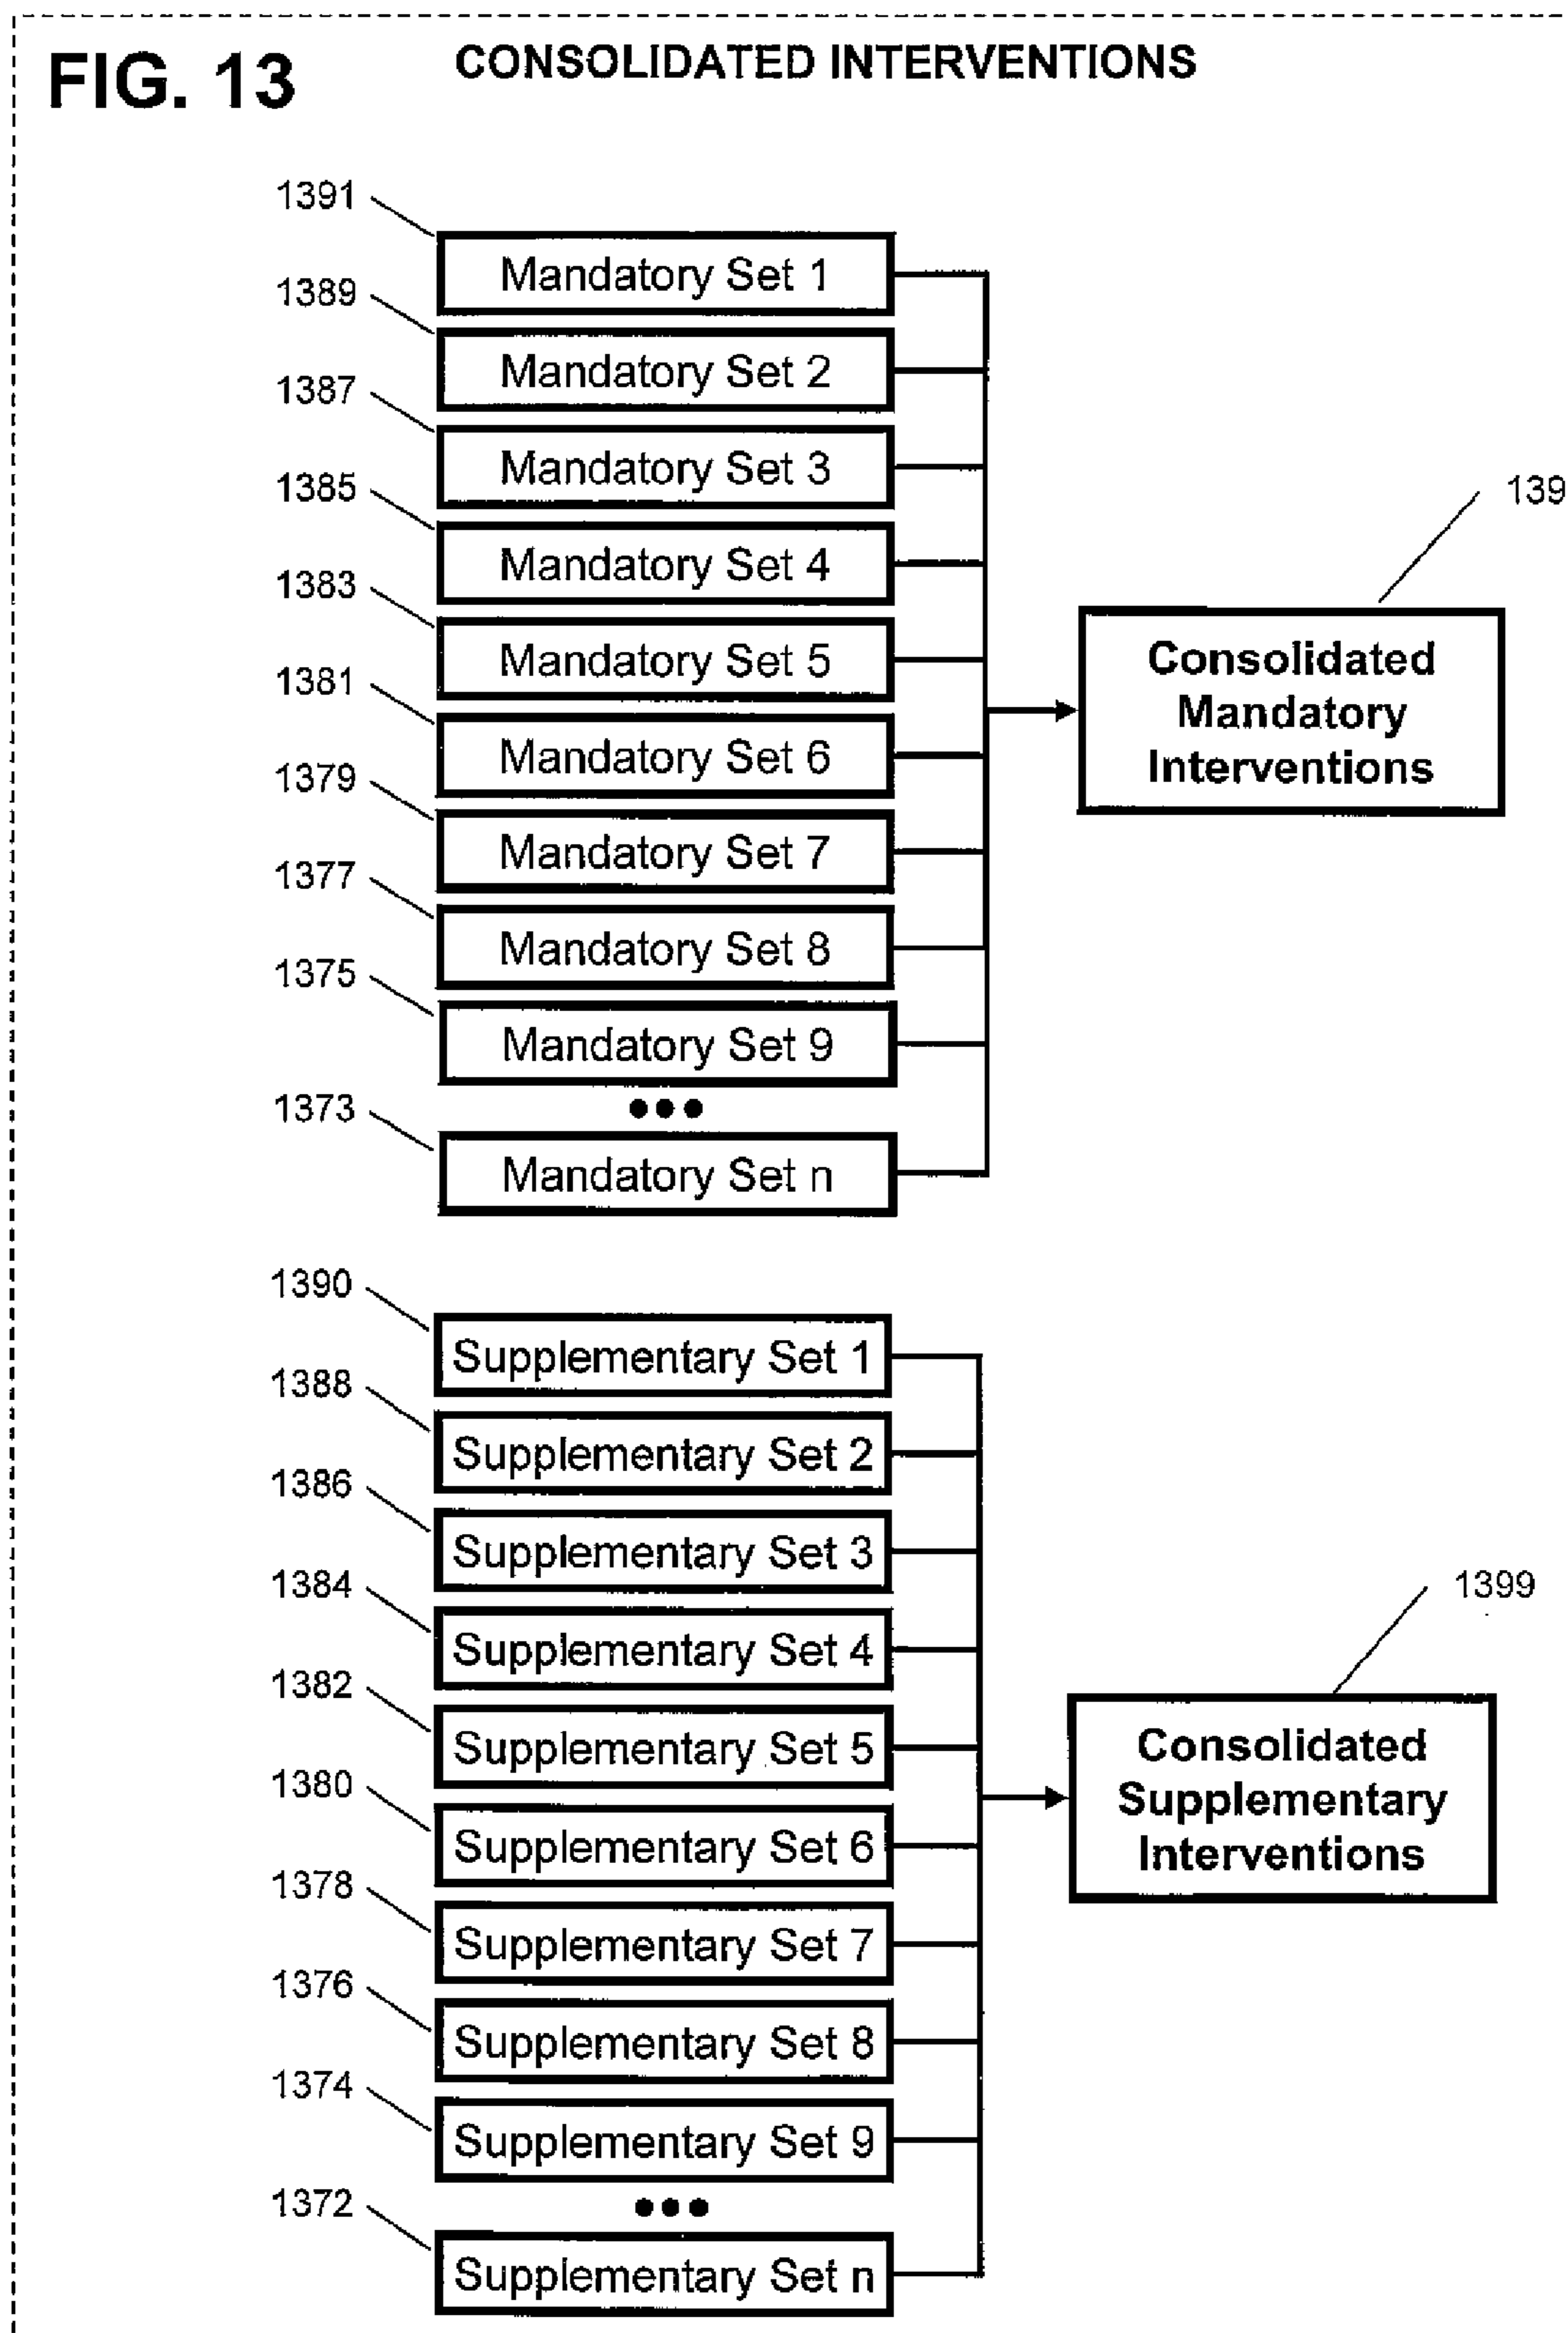 FIG. 13
CONSOLIDATED INTERVENTIONS
1391
Mandatory Set 1
1389
Mandatory Set 2
1387
Mandatory Set 3
1385
Mandatory Set 4
1383
Mandatory Set 5
1381
Mandatory Set 6
1379
Mandatory Set 7
1377
Mandatory Set 8
1375
Mandatory Set 9
•••
1373
Mandatory Set n
139
Consolidated
Mandatory
Interventions
1390
Supplementary Set 1
1388
Supplementary Set 2
1386
Supplementary Set 3
1384
Supplementary Set 4
1382
Supplementary Set 5
1380
Supplementary Set 6
1378
Supplementary Set 7
1376
Supplementary Set 8
1374
Supplementary Set 9
•••
1372
Supplementary Set n
1399
Consolidated
Supplementary
Interventions